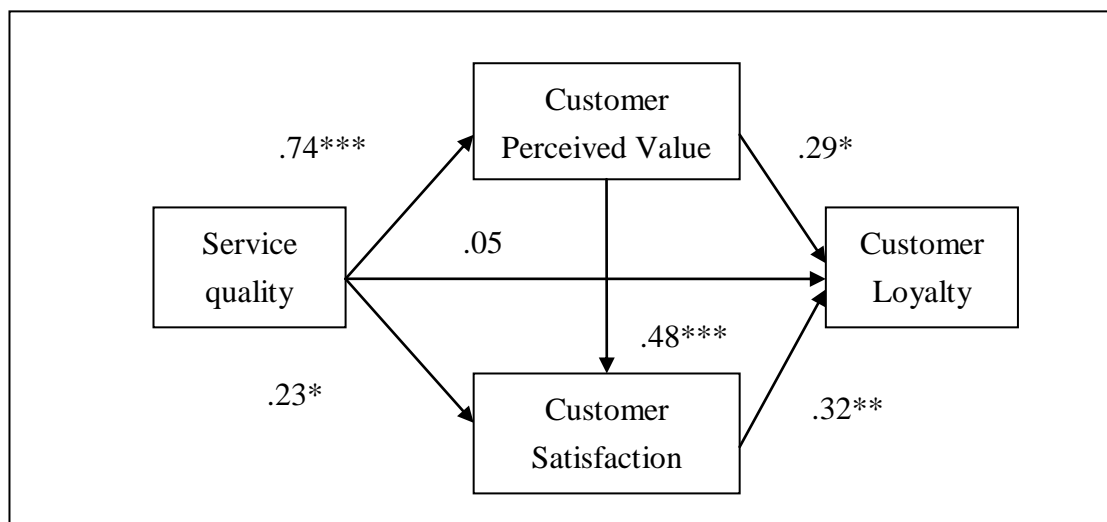 Customer
Perceived Value
.74***
.29*
Service
quality
.05
Customer
Loyalty
.48***
.23*
Customer
Satisfaction
.32**